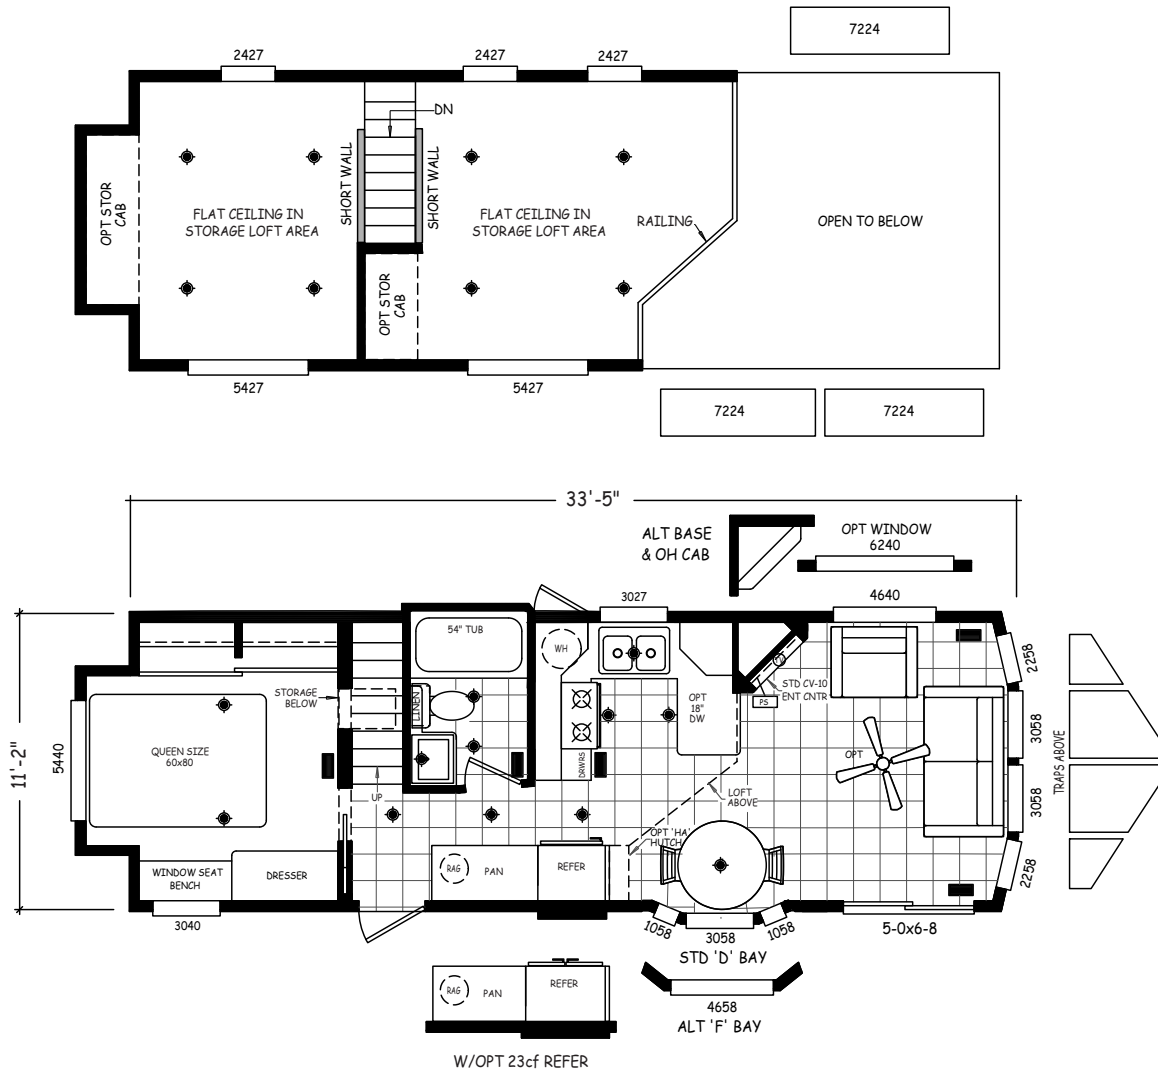 7224
2427
2427
2427
DN
SHORT WALL
SHORT WALL
OPT STOR
CAB
FLAT CEILING IN
STORAGE LOFT AREA
FLAT CEILING IN
STORAGE LOFT AREA
RAILING
OPEN TO BELOW
OPT STOR
CAB
5427
5427
7224
7224
33'-5"
ALT BASE
& OH CAB
OPT WINDOW
6240
3027
4640
11'-2"
54" TUB
WH
LINEN
STORAGE
BELOW
STD CV-10
ENT CNTR
PS
OPT
18"
DW
2258
5440
QUEEN SIZE
60x80
3058
OPT
TRAPS ABOVE
DRWRS
UP
LOFT
ABOVE
3058
OPT 'HA'
HUTCH
WINDOW SEAT
BENCH
DRESSER
RAG
PAN
REFER
2258
3040
1058
3058
1058
5-0x6-8
STD 'D' BAY
RAG
PAN
REFER
4658
ALT 'F' BAY
W/OPT 23cf REFER